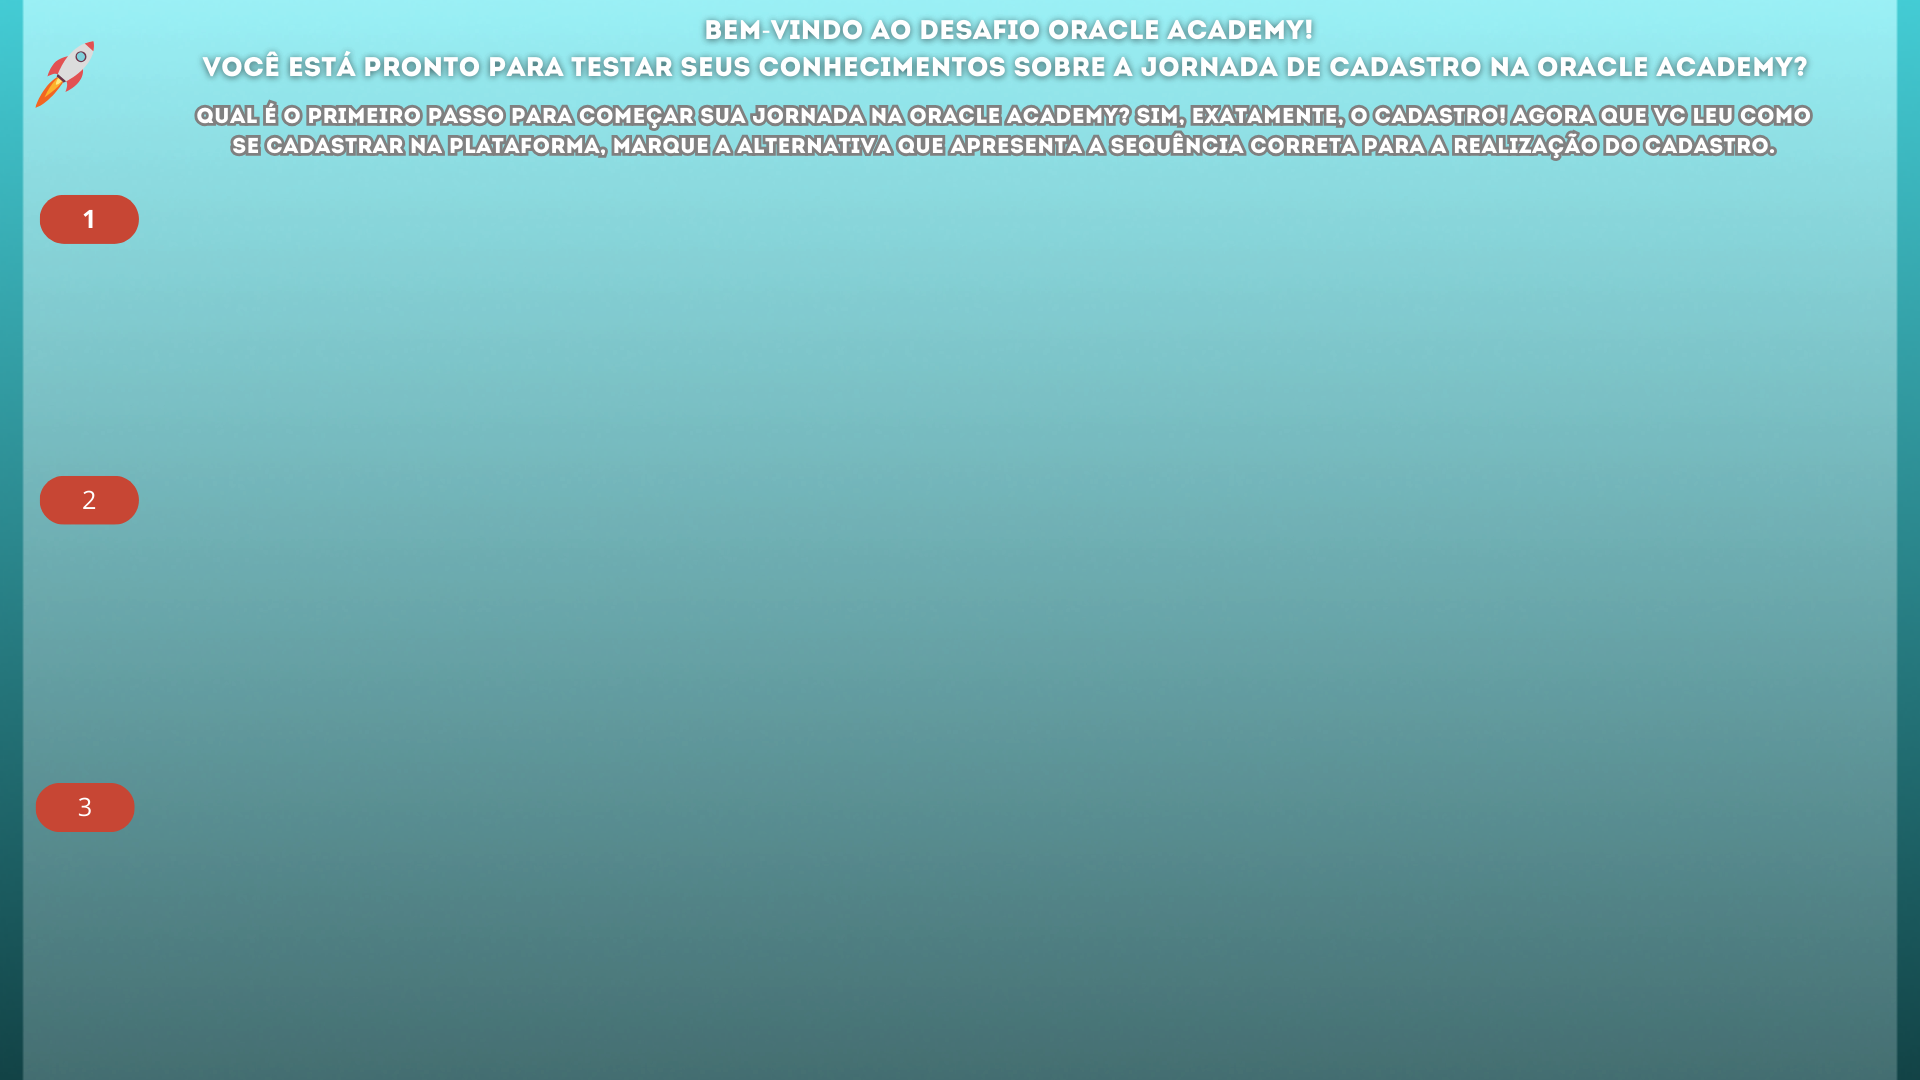 BEM-VINDO AO DESAFIO ORACLE ACADEMY!
VOCÊ ESTÁ PRONTO PARA TESTAR SEUS CONHECIMENTOS SOBRE A JORNADA DE CADASTRO NA ORACLE ACADEMY?
QUAL É O PRIMEIRO PASSO PARA COMEÇAR SUA JORNADA NA ORACLE ACADEMY? SIM, EXATAMENTE, O CADASTRO! AGORA QUE VC LEU COMO
SE CADASTRAR NA PLATAFORMA, MARQUE A ALTERNATIVA QUE APRESENTA A SEQUÊNCIA CORRETA PARA A REALIZAÇÃO DO CADASTRO.
1
2
3